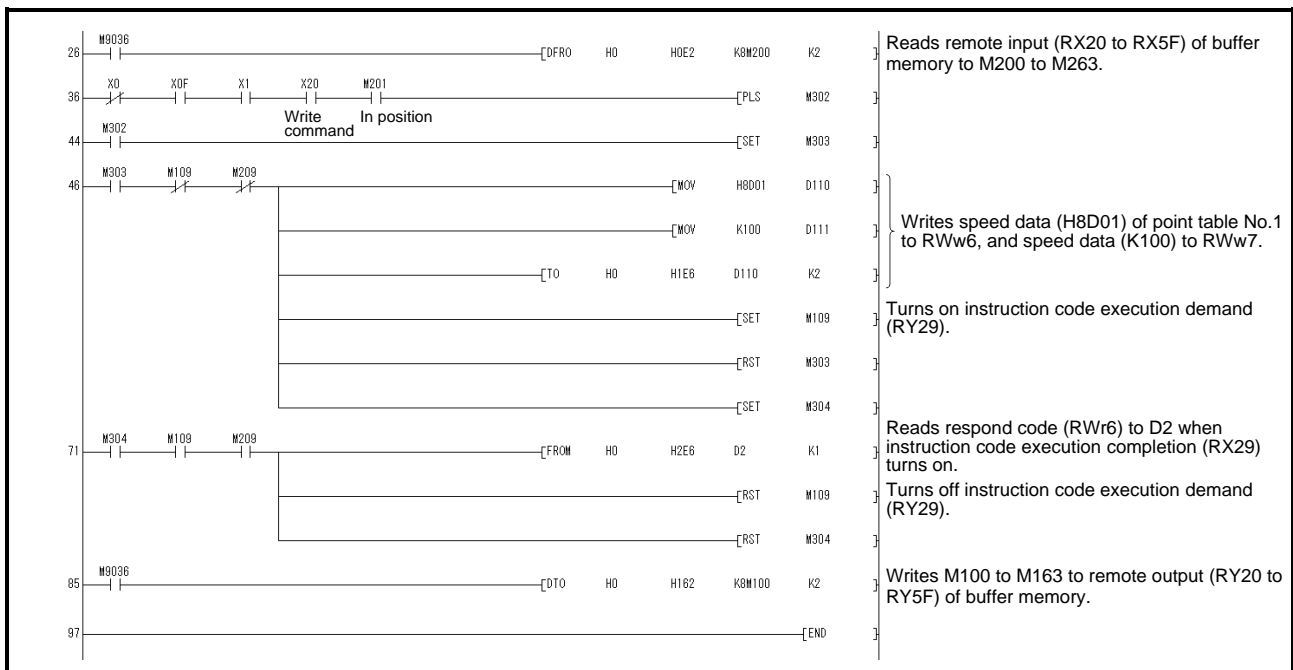 M9036
26 [DFRO H0 H0E2 K8M200 K2 ]
Reads remote input (RX20 to RX5F) of buffer
memory to M200 to M263.
X0 X0F X1 X20 M201
36 [PLS M302 ]
Write In position
command
M302
44 [SET M303 ]
M303 M109 M209
46 [MOV H8D01 D110 ]
[MOV K100 D111 ]
Writes speed data (H8D01) of point table No.1
to RWw6, and speed data (K100) to RWw7.
[TO H0 H1E6 D110 K2 ]
[SET M109 ]
Turns on instruction code execution demand
(RY29).
[RST M303 ]
[SET M304 ]
M304 M109 M209
71 [FROM H0 H2E6 D2 K1 ]
Reads respond code (RWr6) to D2 when
instruction code execution completion (RX29)
turns on.
[RST M109 ]
Turns off instruction code execution demand
(RY29).
[RST M304 ]
M9036
85 [DTO H0 H162 K8M100 K2 ]
Writes M100 to M163 to remote output (RY20 to
RY5F) of buffer memory.
97 [END ]